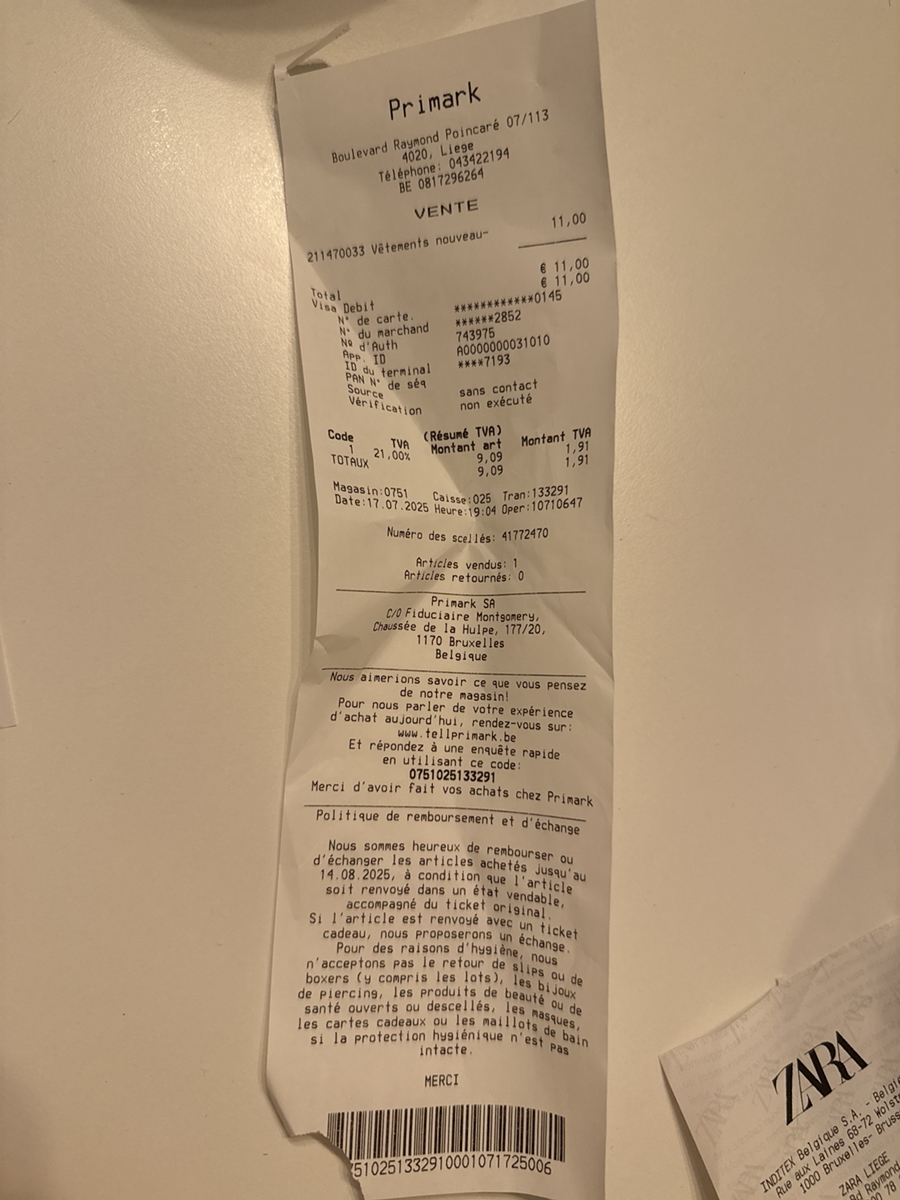 Primark
Boulevard Raymond Poincaré 07/113
4020, Liege
Téléphone: 043422194
BE 0817296264
VENTE
211470033 Vêtements nouveau- 11,00
Total € 11,00
Visa Debit € 11,00
N° de carte. ************0145
N° du marchand ******2852
Nº d'Auth 743975
App. ID A0000000031010
ID du terminal ****7193
PAN N° de séq
Source sans contact
Vérification non exécuté
(Résumé TVA)
Code TVA Montant art Montant TVA
1 21,00% 9,09 1,91
TOTAUX 9,09 1,91
Magasin:0751 Caisse:025 Tran:133291
Date:17.07.2025 Heure:19:04 Oper:10710647
Numéro des scellés: 41772470
Articles vendus: 1
Articles retournés: 0
Primark SA
C/O Fiduciaire Montgomery,
Chaussée de la Hulpe, 177/20,
1170 Bruxelles
Belgique
Nous aimerions savoir ce que vous pensez
de notre magasin!
Pour nous parler de votre expérience
d'achat aujourd'hui, rendez-vous sur:
www.tellprimark.be
Et répondez à une enquête rapide
en utilisant ce code:
0751025133291
Merci d'avoir fait vos achats chez Primark
Politique de remboursement et d'échange
Nous sommes heureux de rembourser ou
d'échanger les articles achetés jusqu'au
14.08.2025, à condition que l'article
soit renvoyé dans un état vendable,
accompagné du ticket original.
Si l'article est renvoyé avec un ticket
cadeau, nous proposerons un échange.
Pour des raisons d'hygiène, nous
n'acceptons pas le retour de slips ou de
boxers (y compris les lots), les bijoux
de piercing, les produits de beauté ou de
santé ouverts ou descellés, les masques,
les cartes cadeaux ou les maillots de bain
si la protection hygiénique n'est pas
intacte.
MERCI
510251332910001071725006
ZARA
INDITEX Belgique S.A. - Belgi
Rue aux Laines 68-72 Wolst
1000 Bruxelles- Bruss
ZARA LIEGE
Raymond
78